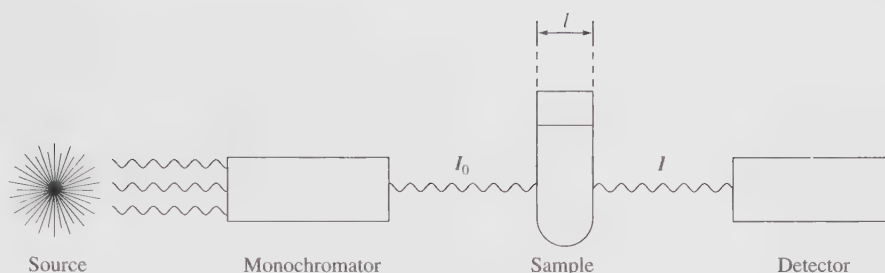 l
I₀
I
Source
Monochromator
Sample
Detector